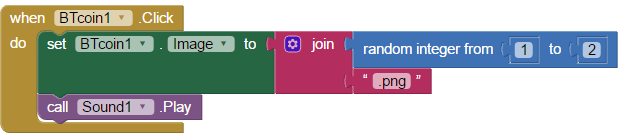 when BTcoin1 .Click
do set BTcoin1 . Image to join random integer from 1 to 2
" .png "
call Sound1 .Play